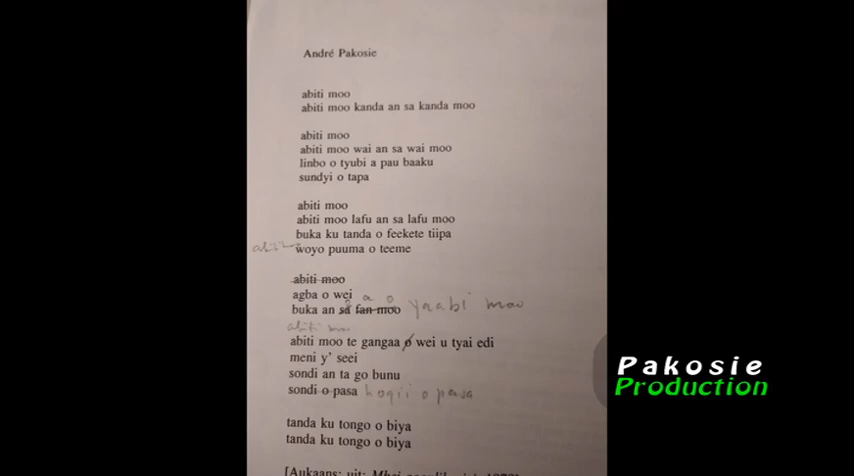 André Pakosie
abiti moo
abiti moo kanda an sa kanda moo
abiti moo
abiti moo wai an sa wai moo
linbo o tyubi a pau baaku
sundyi o tapa
abiti moo
abiti moo lafu an sa lafu moo
buka ku tanda o feekete tiipa
woyo puuma o teeme
abiti moo
agba o wei a o yaabi moo
buka an sa fan moo
abiti moo
abiti moo te gangaa o wei u tyai edi
meni y' seei
sondi an ta go bunu
sondi o pasa hogii o pasa
tanda ku tongo o biya
tanda ku tongo o biya
[Aukaans; uit:
Pakosie
Production